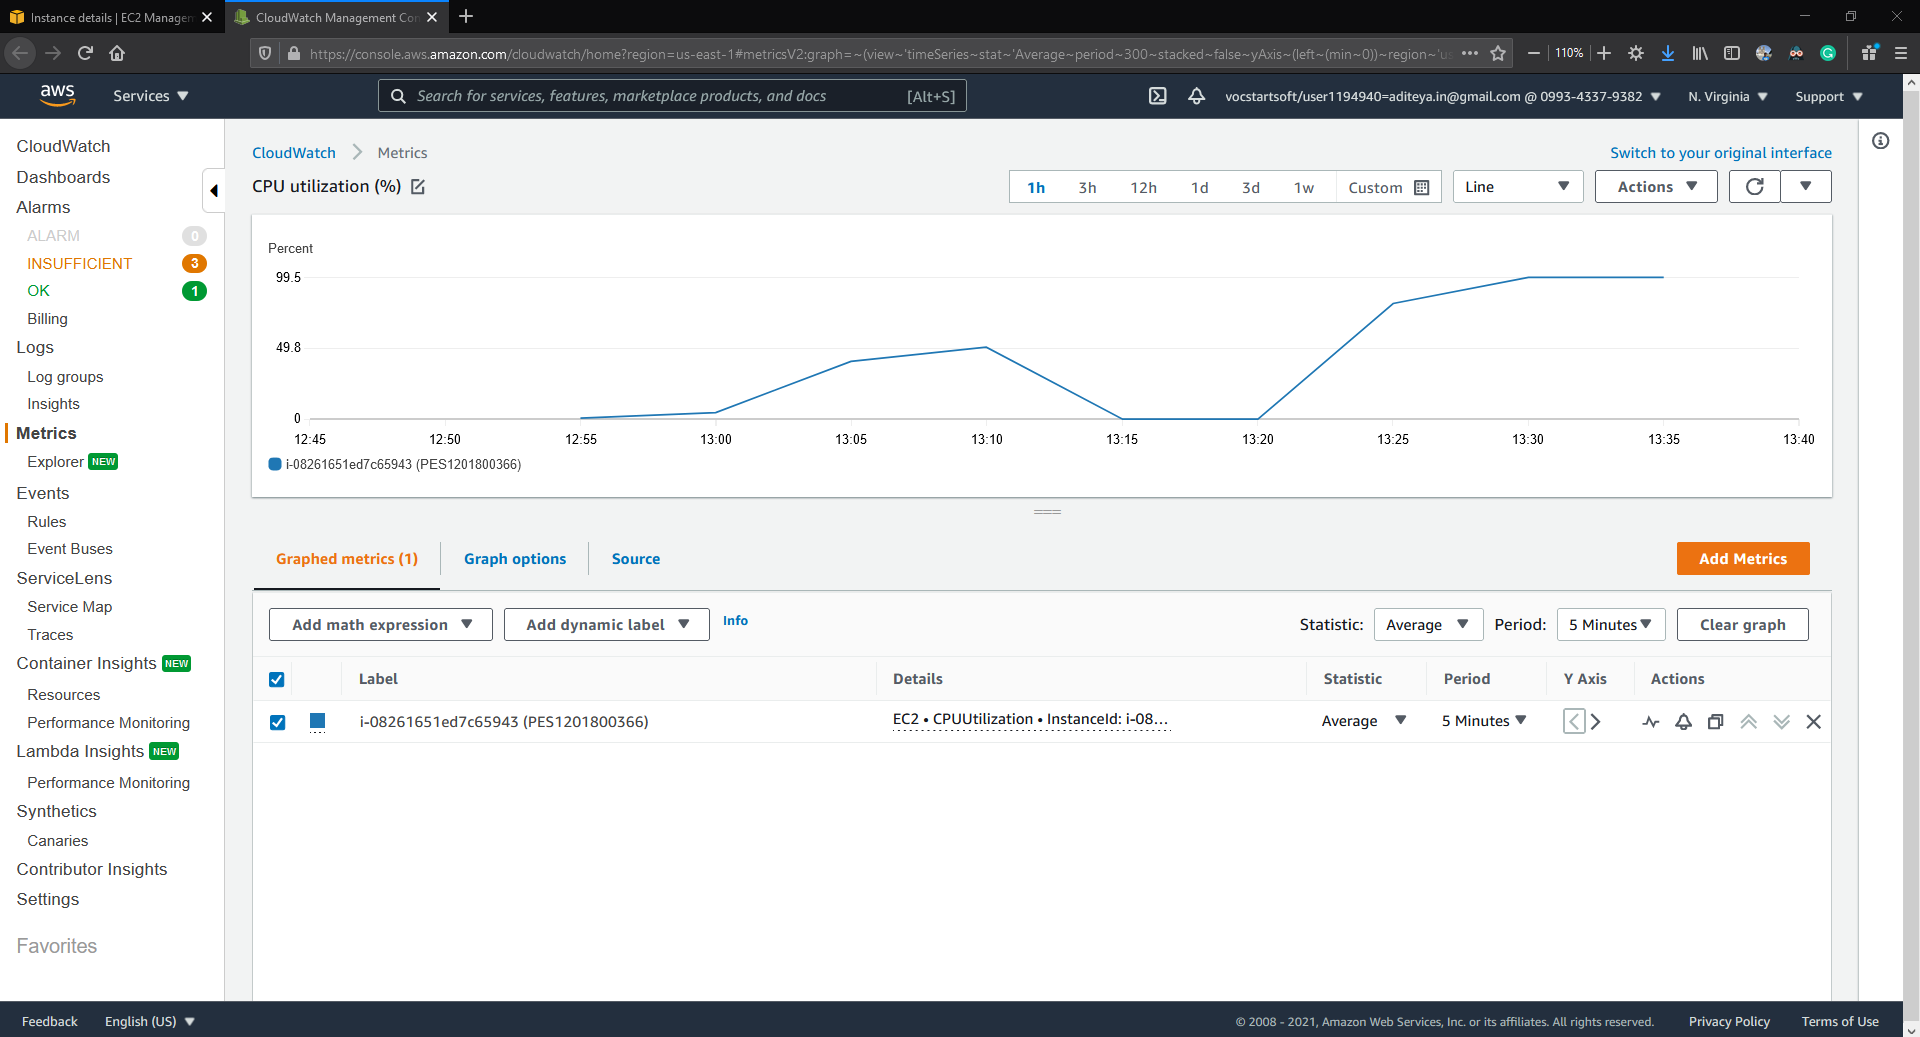 Instance details | EC2 Managem
CloudWatch Management Con
https://console.aws.amazon.com/cloudwatch/home?region=us-east-1#metricsV2:graph=~(view~'timeSeries~stat~'Average~period~300~stacked~false~yAxis~(left~(min~0))~region~'us
110%
aws
Services
Search for services, features, marketplace products, and docs
[Alt+S]
vocstartsoft/user1194940=aditeya.in@gmail.com @ 0993-4337-9382
N. Virginia
Support
CloudWatch
Dashboards
Alarms
ALARM 0
INSUFFICIENT 3
OK 1
Billing
Logs
Log groups
Insights
Metrics
Explorer NEW
Events
Rules
Event Buses
ServiceLens
Service Map
Traces
Container Insights NEW
Resources
Performance Monitoring
Lambda Insights NEW
Performance Monitoring
Synthetics
Canaries
Contributor Insights
Settings
Favorites
CloudWatch
Metrics
Switch to your original interface
CPU utilization (%)
1h 3h 12h 1d 3d 1w Custom
Line
Actions
Percent
99.5
49.8
0
12:45 12:50 12:55 13:00 13:05 13:10 13:15 13:20 13:25 13:30 13:35 13:40
i-08261651ed7c65943 (PES1201800366)
Graphed metrics (1)
Graph options
Source
Add Metrics
Add math expression
Add dynamic label
Info
Statistic: Average
Period: 5 Minutes
Clear graph
Label Details Statistic Period Y Axis Actions
i-08261651ed7c65943 (PES1201800366) EC2 • CPUUtilization • InstanceId: i-08... Average 5 Minutes
Feedback
English (US)
© 2008 - 2021, Amazon Web Services, Inc. or its affiliates. All rights reserved.
Privacy Policy
Terms of Use